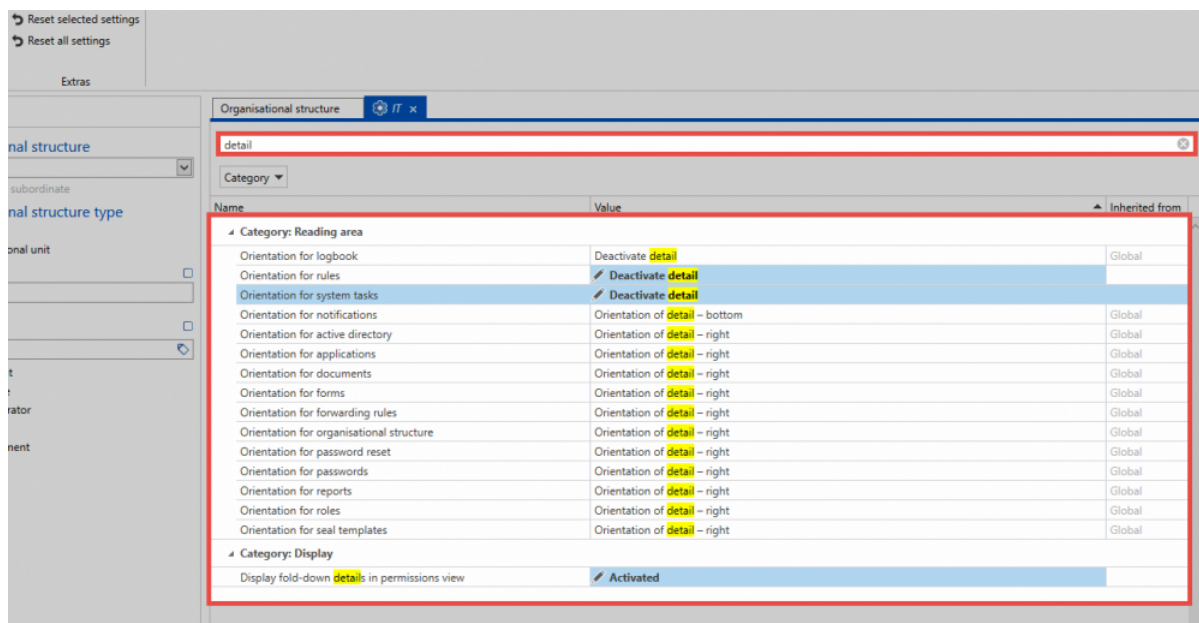 Reset selected settings
Reset all settings
Extras
Organisational structure
IT
nal structure
detail
subordinate
Category
nal structure type
Name Value Inherited from
Category: Reading area
onal unit
Orientation for logbook Deactivate detail Global
Orientation for rules Deactivate detail
Orientation for system tasks Deactivate detail
Orientation for notifications Orientation of detail – bottom Global
Orientation for active directory Orientation of detail – right Global
Orientation for applications Orientation of detail – right Global
Orientation for documents Orientation of detail – right Global
t
Orientation for forms Orientation of detail – right Global
rator
Orientation for forwarding rules Orientation of detail – right Global
Orientation for organisational structure Orientation of detail – right Global
ment
Orientation for password reset Orientation of detail – right Global
Orientation for passwords Orientation of detail – right Global
Orientation for reports Orientation of detail – right Global
Orientation for roles Orientation of detail – right Global
Orientation for seal templates Orientation of detail – right Global
Category: Display
Display fold-down details in permissions view Activated